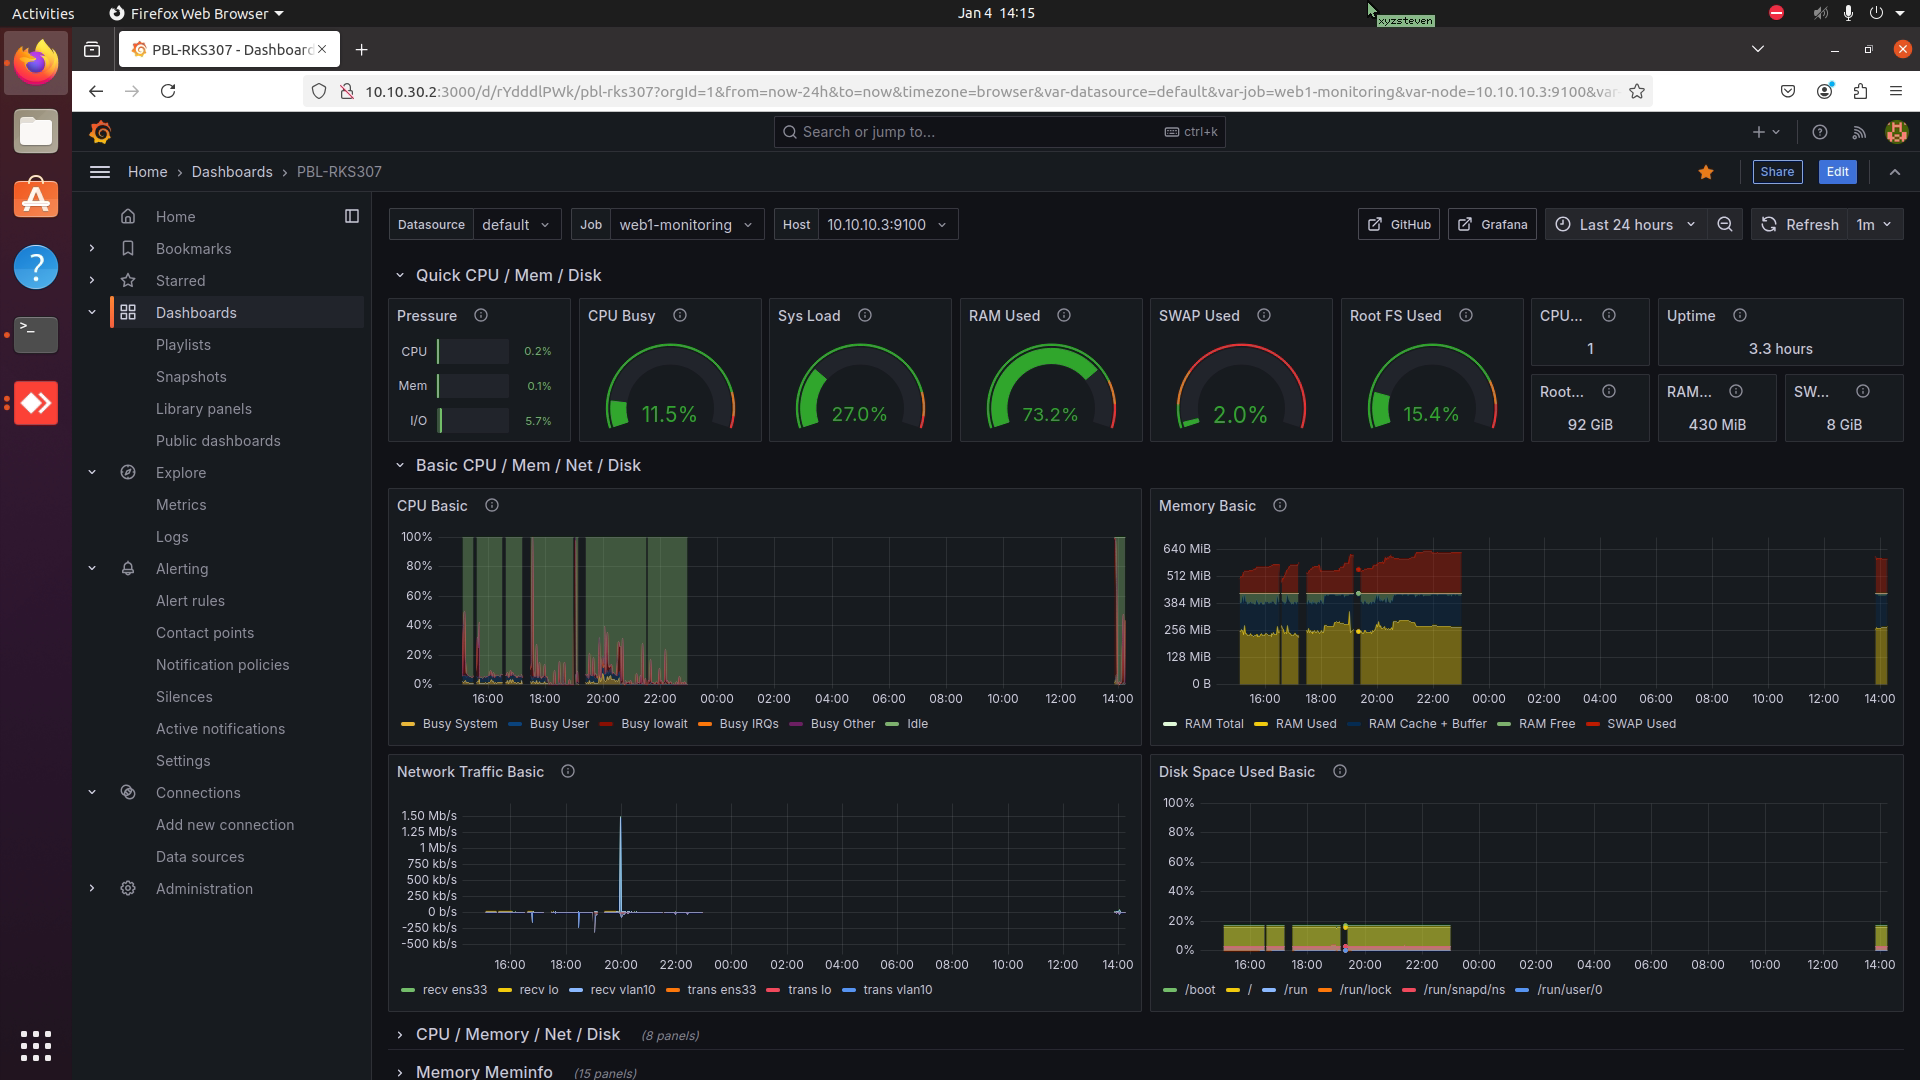 Activities
Firefox Web Browser
Jan 4 14:15
xyzsteven
PBL-RKS307 - Dashboard
10.10.30.2:3000/d/rYdddlPWk/pbl-rks307?orgId=1&from=now-24h&to=now&timezone=browser&var-datasource=default&var-job=web1-monitoring&var-node=10.10.10.3:9100&var-
Search or jump to...
ctrl+k
Home › Dashboards › PBL-RKS307
Share
Edit
Home
Bookmarks
Starred
Dashboards
Playlists
Snapshots
Library panels
Public dashboards
Explore
Metrics
Logs
Alerting
Alert rules
Contact points
Notification policies
Silences
Active notifications
Settings
Connections
Add new connection
Data sources
Administration
Datasource default
Job web1-monitoring
Host 10.10.10.3:9100
GitHub
Grafana
Last 24 hours
Refresh 1m
Quick CPU / Mem / Disk
Pressure
CPU 0.2%
Mem 0.1%
I/O 5.7%
CPU Busy
11.5%
Sys Load
27.0%
RAM Used
73.2%
SWAP Used
2.0%
Root FS Used
15.4%
CPU...
1
Uptime
3.3 hours
Root...
92 GiB
RAM...
430 MiB
SW...
8 GiB
Basic CPU / Mem / Net / Disk
CPU Basic
100%
80%
60%
40%
20%
0%
16:00 18:00 20:00 22:00 00:00 02:00 04:00 06:00 08:00 10:00 12:00 14:00
Busy System Busy User Busy Iowait Busy IRQs Busy Other Idle
Memory Basic
640 MiB
512 MiB
384 MiB
256 MiB
128 MiB
0 B
16:00 18:00 20:00 22:00 00:00 02:00 04:00 06:00 08:00 10:00 12:00 14:00
RAM Total RAM Used RAM Cache + Buffer RAM Free SWAP Used
Network Traffic Basic
1.50 Mb/s
1.25 Mb/s
1 Mb/s
750 kb/s
500 kb/s
250 kb/s
0 b/s
-250 kb/s
-500 kb/s
16:00 18:00 20:00 22:00 00:00 02:00 04:00 06:00 08:00 10:00 12:00 14:00
recv ens33 recv lo recv vlan10 trans ens33 trans lo trans vlan10
Disk Space Used Basic
100%
80%
60%
40%
20%
0%
16:00 18:00 20:00 22:00 00:00 02:00 04:00 06:00 08:00 10:00 12:00 14:00
/boot / /run /run/lock /run/snapd/ns /run/user/0
CPU / Memory / Net / Disk (8 panels)
Memory Meminfo (15 panels)